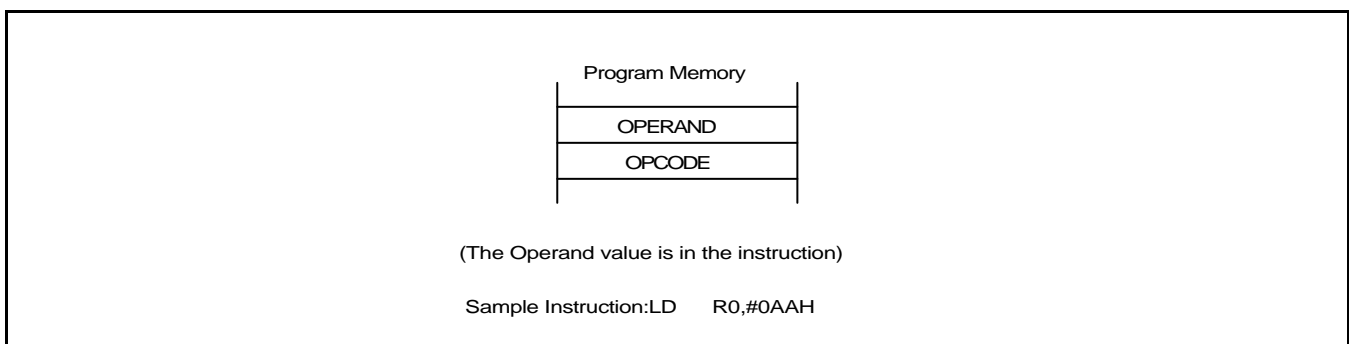 Program Memory
OPERAND
OPCODE
(The Operand value is in the instruction)
Sample Instruction:LD R0,#0AAH